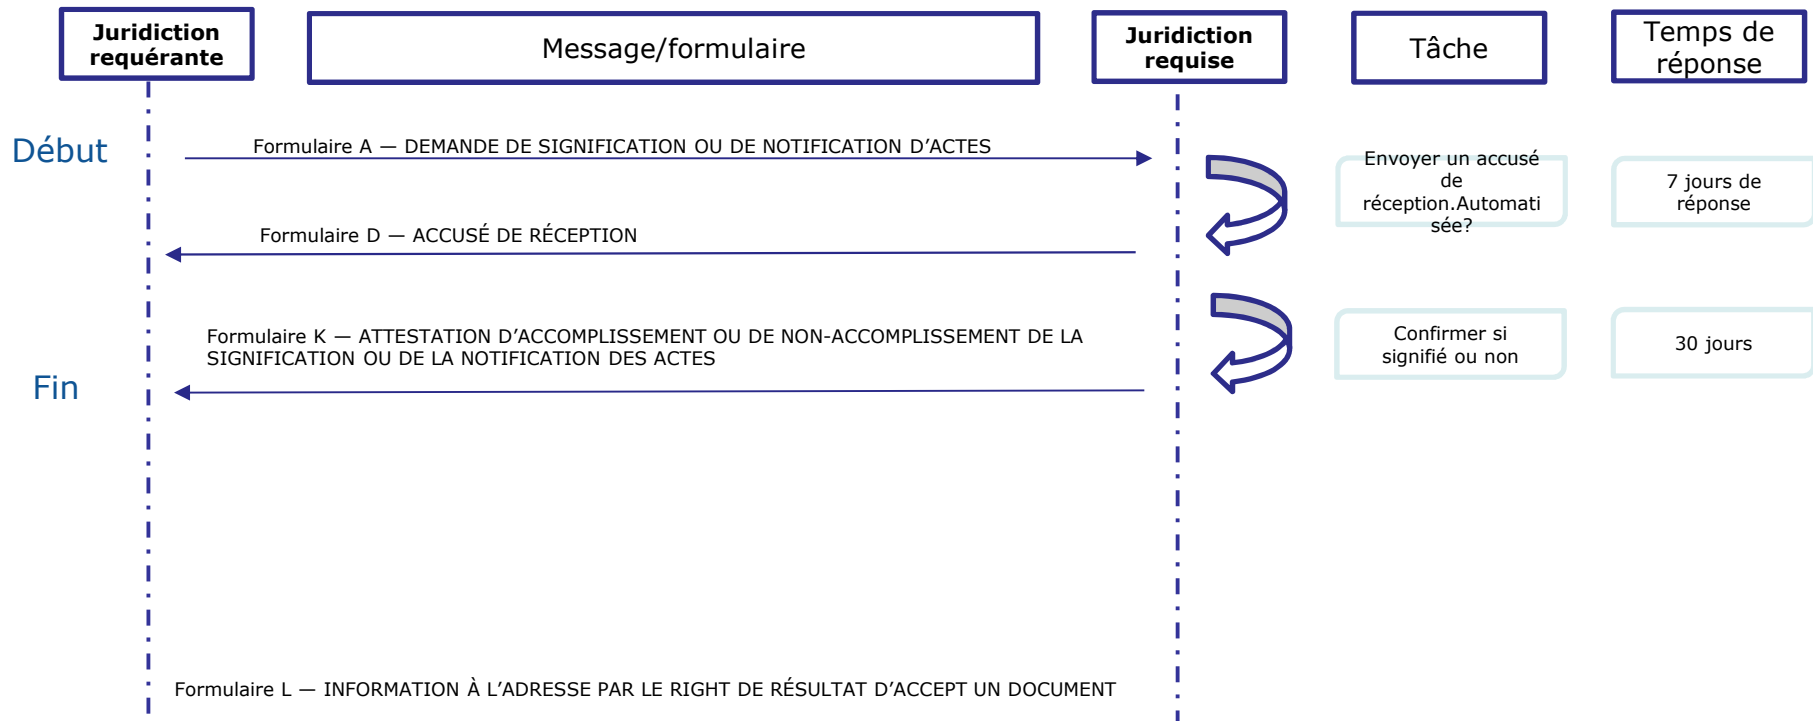 Juridiction
requérante
Message/formulaire
Juridiction
requise
Tâche
Temps de
réponse
Début
Formulaire A — DEMANDE DE SIGNIFICATION OU DE NOTIFICATION D’ACTES
Envoyer un accusé
de
réception.Automati
sée?
7 jours de
réponse
Formulaire D — ACCUSÉ DE RÉCEPTION
Formulaire K — ATTESTATION D’ACCOMPLISSEMENT OU DE NON-ACCOMPLISSEMENT DE LA
SIGNIFICATION OU DE LA NOTIFICATION DES ACTES
Confirmer si
signifié ou non
30 jours
Fin
Formulaire L — INFORMATION À L’ADRESSE PAR LE RIGHT DE RÉSULTAT D’ACCEPT UN DOCUMENT